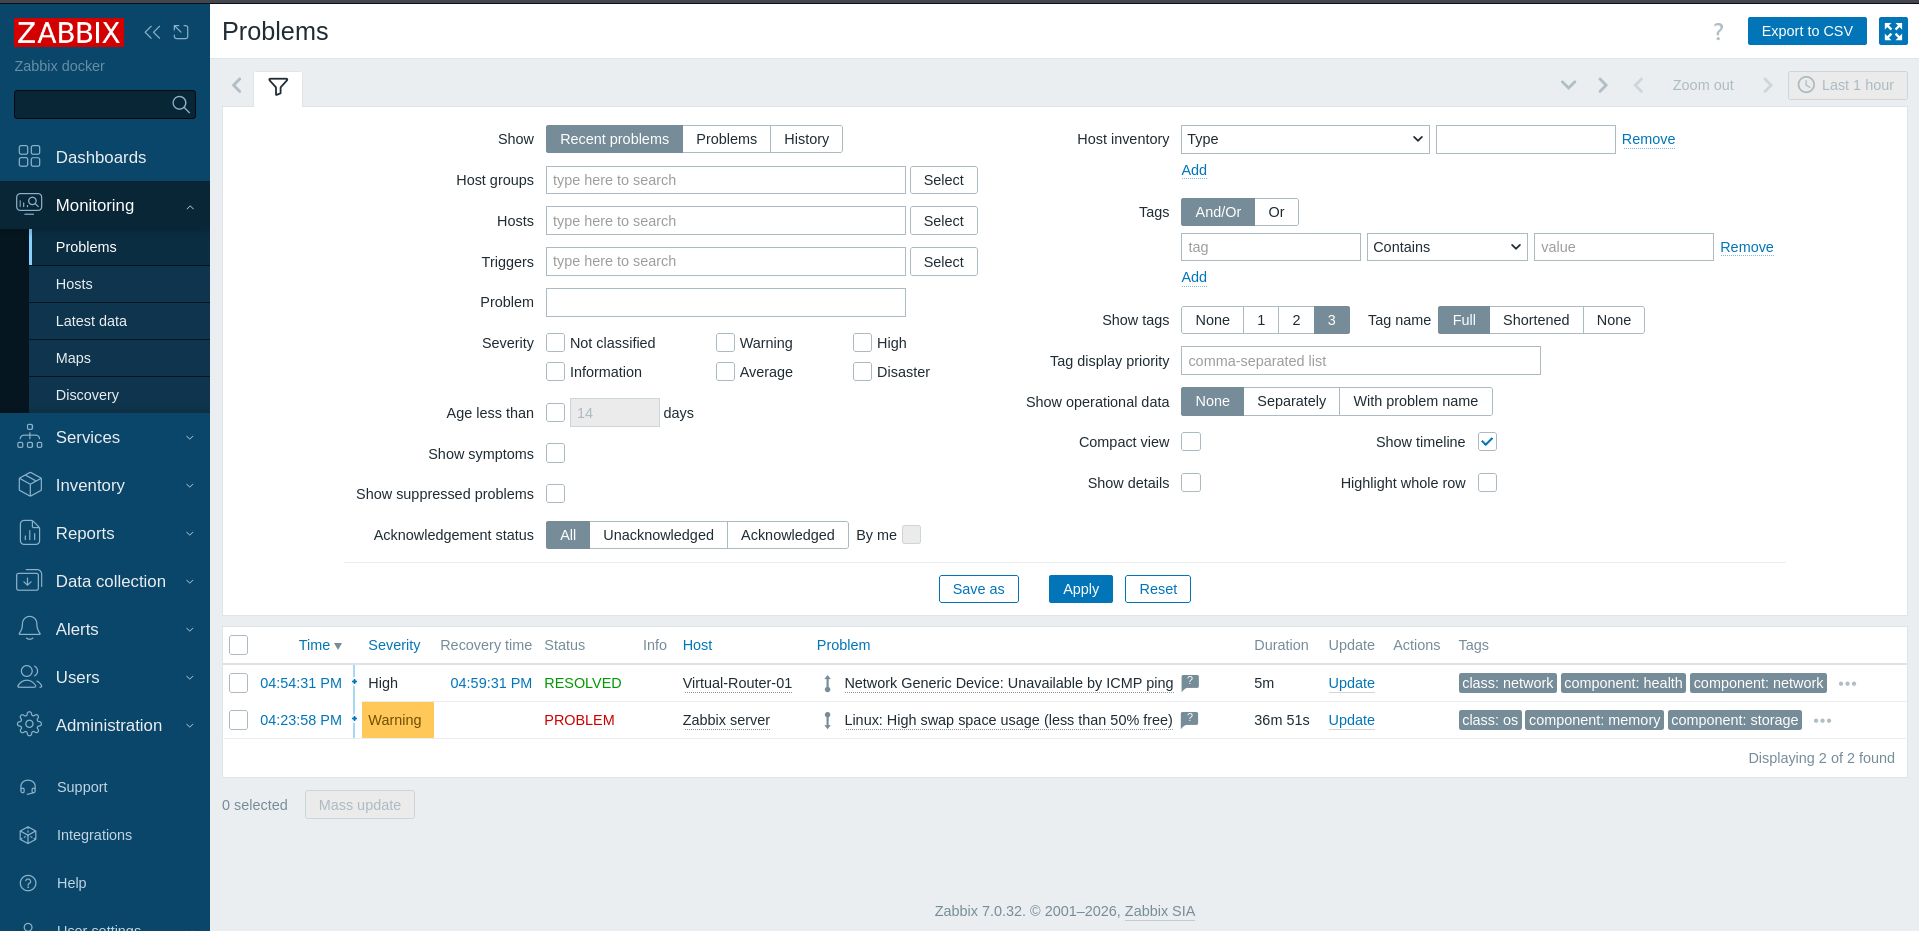 ZABBIX
Zabbix docker
Dashboards
Monitoring
Problems
Hosts
Latest data
Maps
Discovery
Services
Inventory
Reports
Data collection
Alerts
Users
Administration
Support
Integrations
Help
User settings
Problems
? Export to CSV
Zoom out Last 1 hour
Show Recent problems Problems History
Host groups type here to search Select
Hosts type here to search Select
Triggers type here to search Select
Problem
Severity Not classified Warning High
Information Average Disaster
Age less than 14 days
Show symptoms
Show suppressed problems
Acknowledgement status All Unacknowledged Acknowledged By me
Host inventory Type Remove
Add
Tags And/Or Or
tag Contains value Remove
Add
Show tags None 1 2 3 Tag name Full Shortened None
Tag display priority comma-separated list
Show operational data None Separately With problem name
Compact view Show timeline
Show details Highlight whole row
Save as Apply Reset
Time Severity Recovery time Status Info Host Problem Duration Update Actions Tags
04:54:31 PM High 04:59:31 PM RESOLVED Virtual-Router-01 Network Generic Device: Unavailable by ICMP ping ? 5m Update class: network component: health component: network
04:23:58 PM Warning PROBLEM Zabbix server Linux: High swap space usage (less than 50% free) ? 36m 51s Update class: os component: memory component: storage
Displaying 2 of 2 found
0 selected Mass update
Zabbix 7.0.32. © 2001–2026, Zabbix SIA